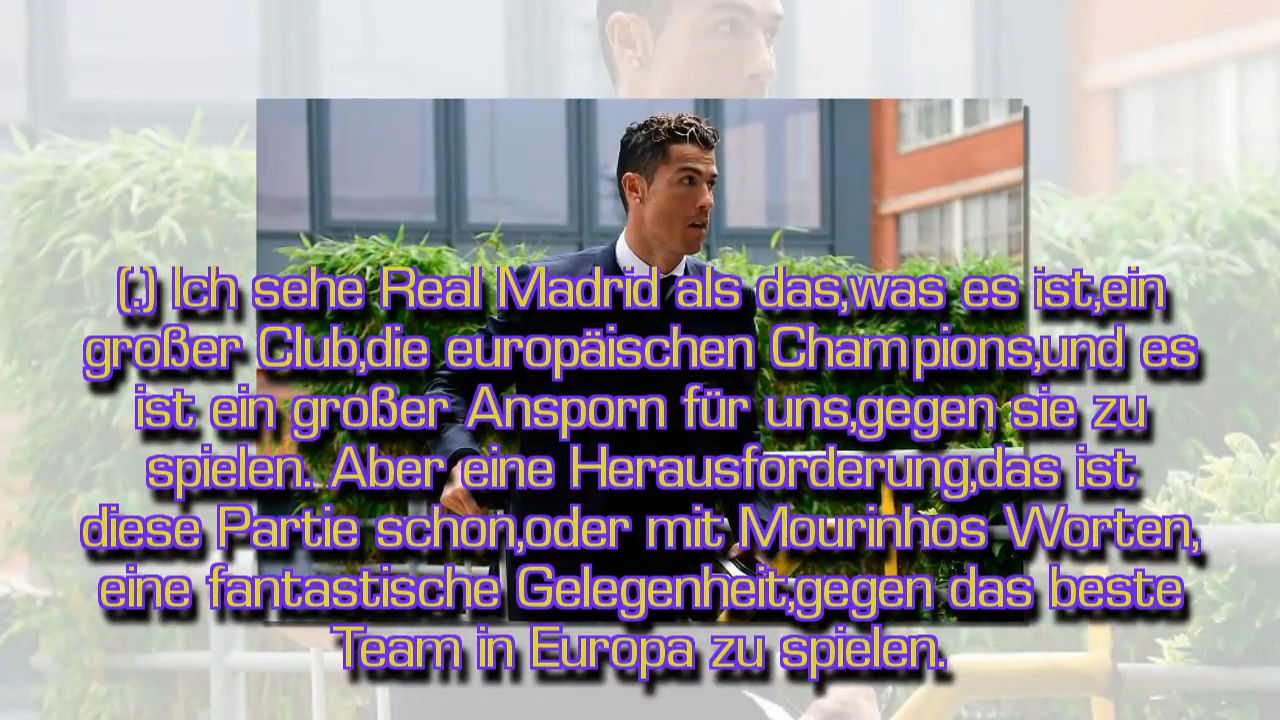 (.) Ich sehe Real Madrid als das,was es ist,ein
großer Club,die europäischen Champions,und es
ist ein großer Ansporn für uns,gegen sie zu
spielen.. Aber eine Herausforderung,das ist
diese Partie schon,oder mit Mourinhos Worten,
eine fantastische Gelegenheit,gegen das beste
Team in Europa zu spielen.